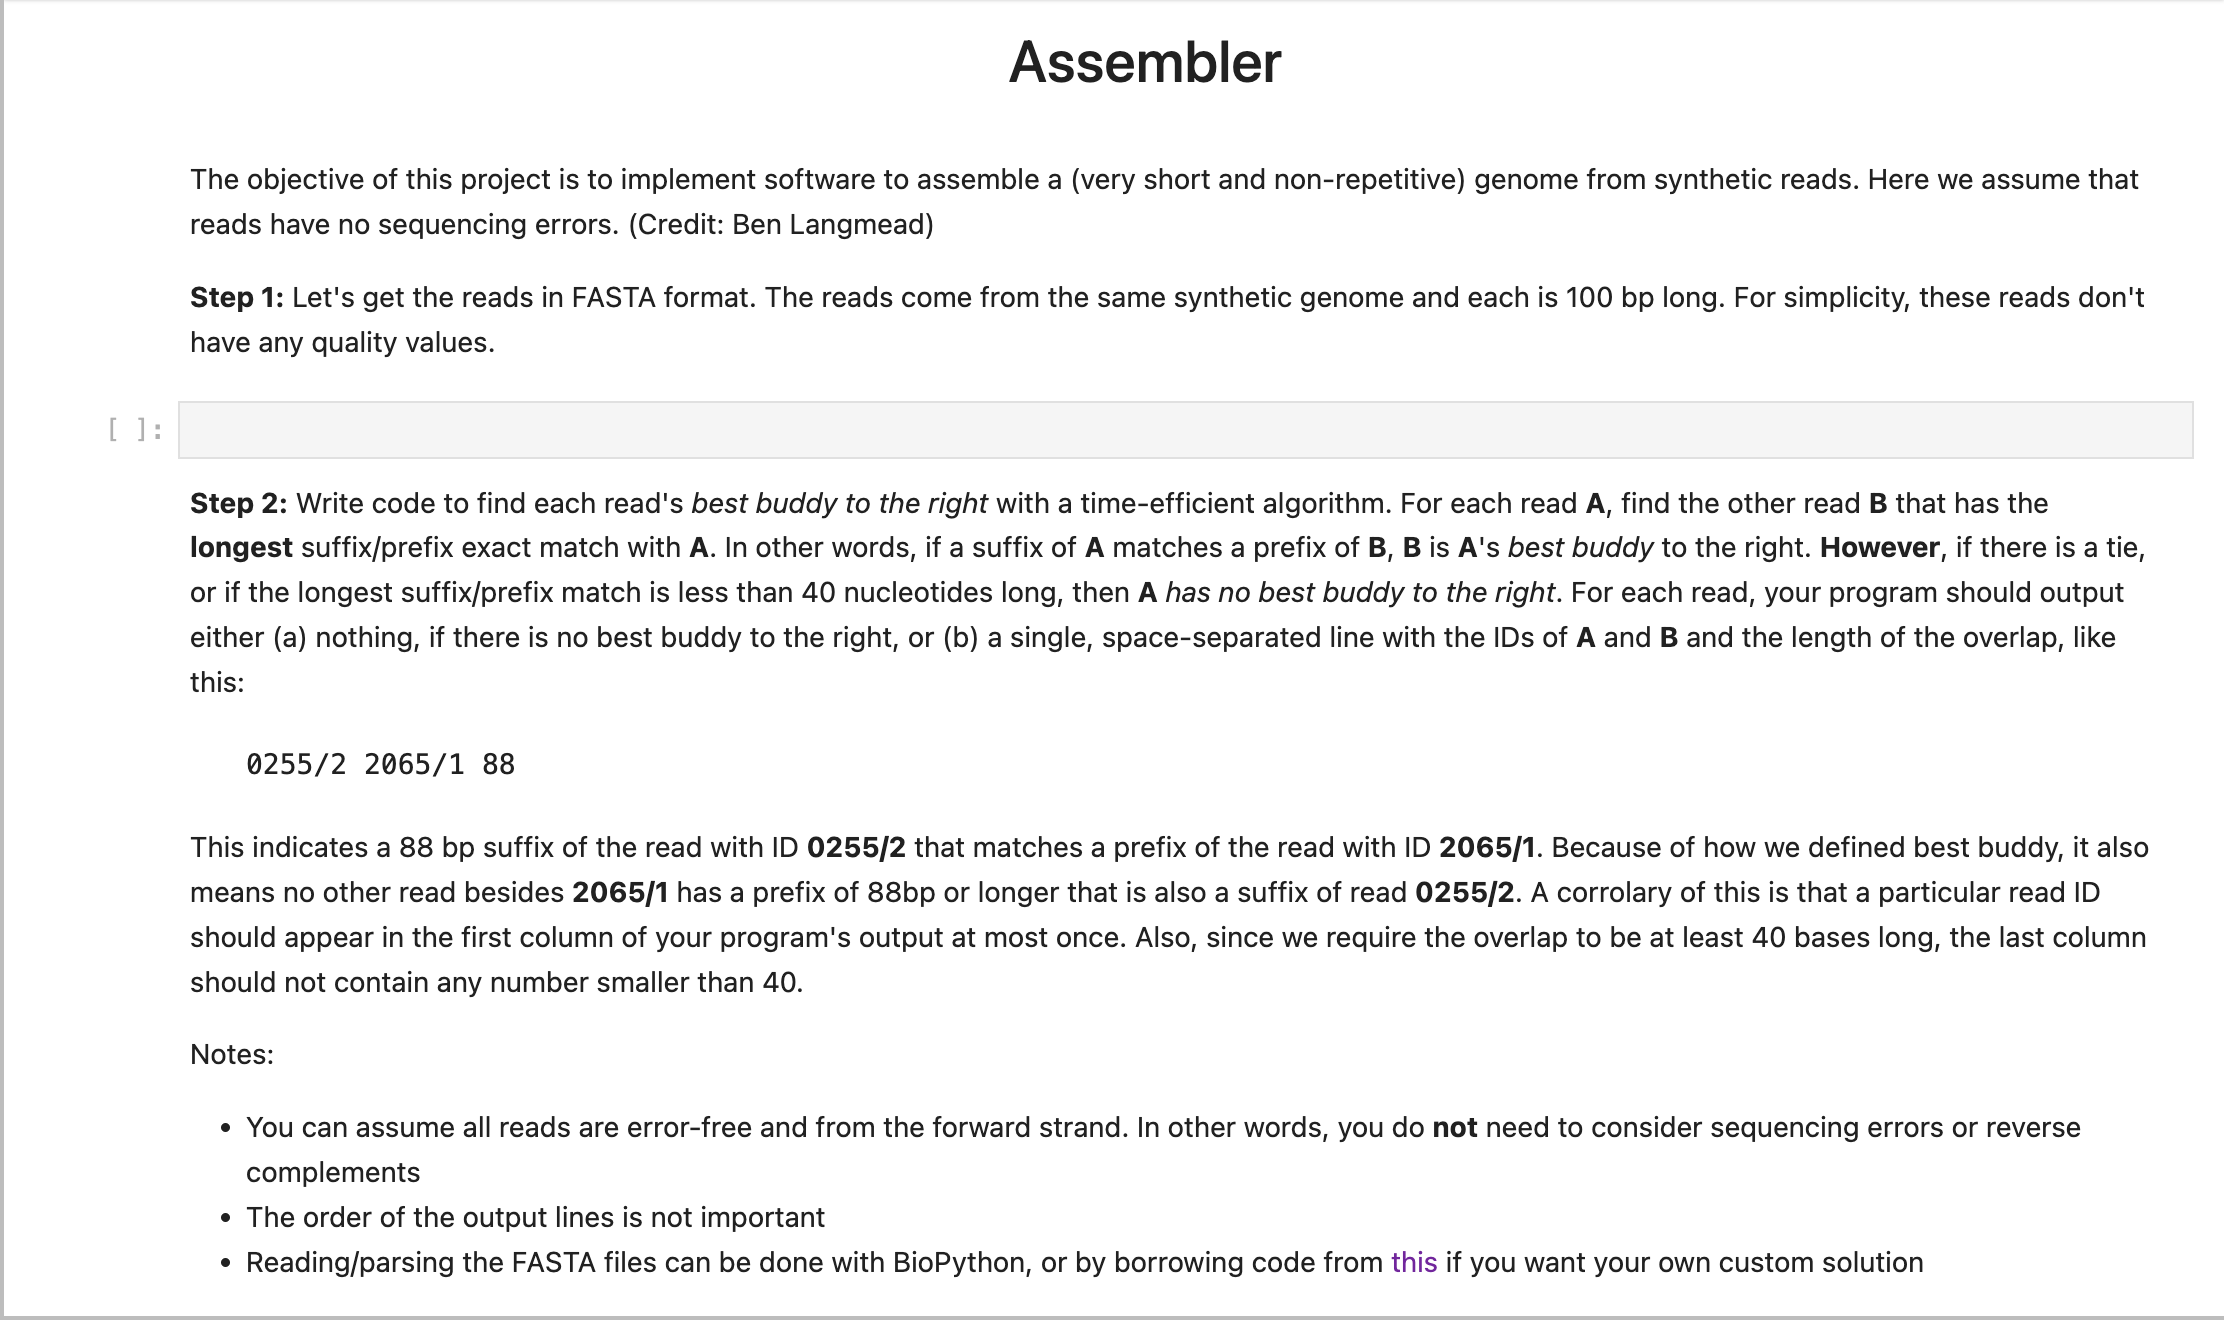 Assembler
The objective of this project is to implement software to assemble a (very short and non-repetitive) genome from synthetic reads. Here we assume that
reads have no sequencing errors. (Credit: Ben Langmead)
Step 1: Let's get the reads in FASTA format. The reads come from the same synthetic genome and each is 100 bp long. For simplicity, these reads don't
have any quality values.
[ ]:
Step 2: Write code to find each read's best buddy to the right with a time-efficient algorithm. For each read A, find the other read B that has the
longest suffix/prefix exact match with A. In other words, if a suffix of A matches a prefix of B, B is A's best buddy to the right. However, if there is a tie,
or if the longest suffix/prefix match is less than 40 nucleotides long, then A has no best buddy to the right. For each read, your program should output
either (a) nothing, if there is no best buddy to the right, or (b) a single, space-separated line with the IDs of A and B and the length of the overlap, like
this:
0255/2 2065/1 88
This indicates a 88 bp suffix of the read with ID 0255/2 that matches a prefix of the read with ID 2065/1. Because of how we defined best buddy, it also
means no other read besides 2065/1 has a prefix of 88bp or longer that is also a suffix of read 0255/2. A corrolary of this is that a particular read ID
should appear in the first column of your program's output at most once. Also, since we require the overlap to be at least 40 bases long, the last column
should not contain any number smaller than 40.
Notes:
• You can assume all reads are error-free and from the forward strand. In other words, you do not need to consider sequencing errors or reverse
complements
• The order of the output lines is not important
• Reading/parsing the FASTA files can be done with BioPython, or by borrowing code from this if you want your own custom solution